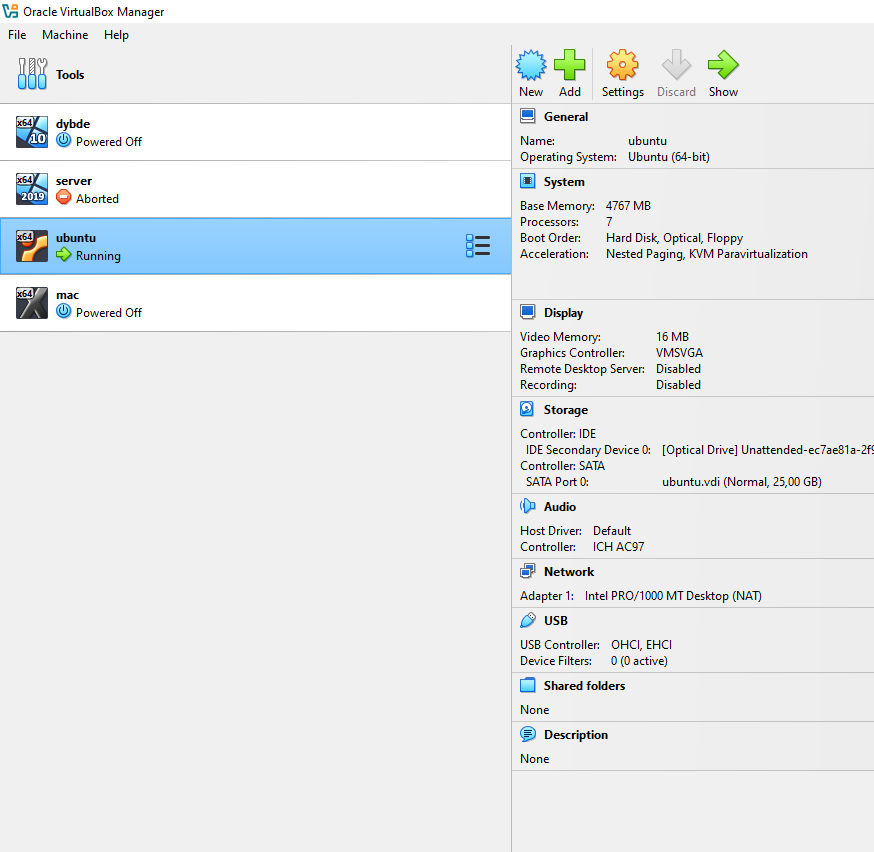 Oracle VirtualBox Manager
File Machine Help
Tools
x64 10 dybde
Powered Off
x64 2019 server
Aborted
x64 ubuntu
Running
x64 mac
Powered Off
New Add Settings Discard Show
General
Name: ubuntu
Operating System: Ubuntu (64-bit)
System
Base Memory: 4767 MB
Processors: 7
Boot Order: Hard Disk, Optical, Floppy
Acceleration: Nested Paging, KVM Paravirtualization
Display
Video Memory: 16 MB
Graphics Controller: VMSVGA
Remote Desktop Server: Disabled
Recording: Disabled
Storage
Controller: IDE
IDE Secondary Device 0: [Optical Drive] Unattended-ec7ae81a-2f9
Controller: SATA
SATA Port 0: ubuntu.vdi (Normal, 25,00 GB)
Audio
Host Driver: Default
Controller: ICH AC97
Network
Adapter 1: Intel PRO/1000 MT Desktop (NAT)
USB
USB Controller: OHCI, EHCI
Device Filters: 0 (0 active)
Shared folders
None
Description
None